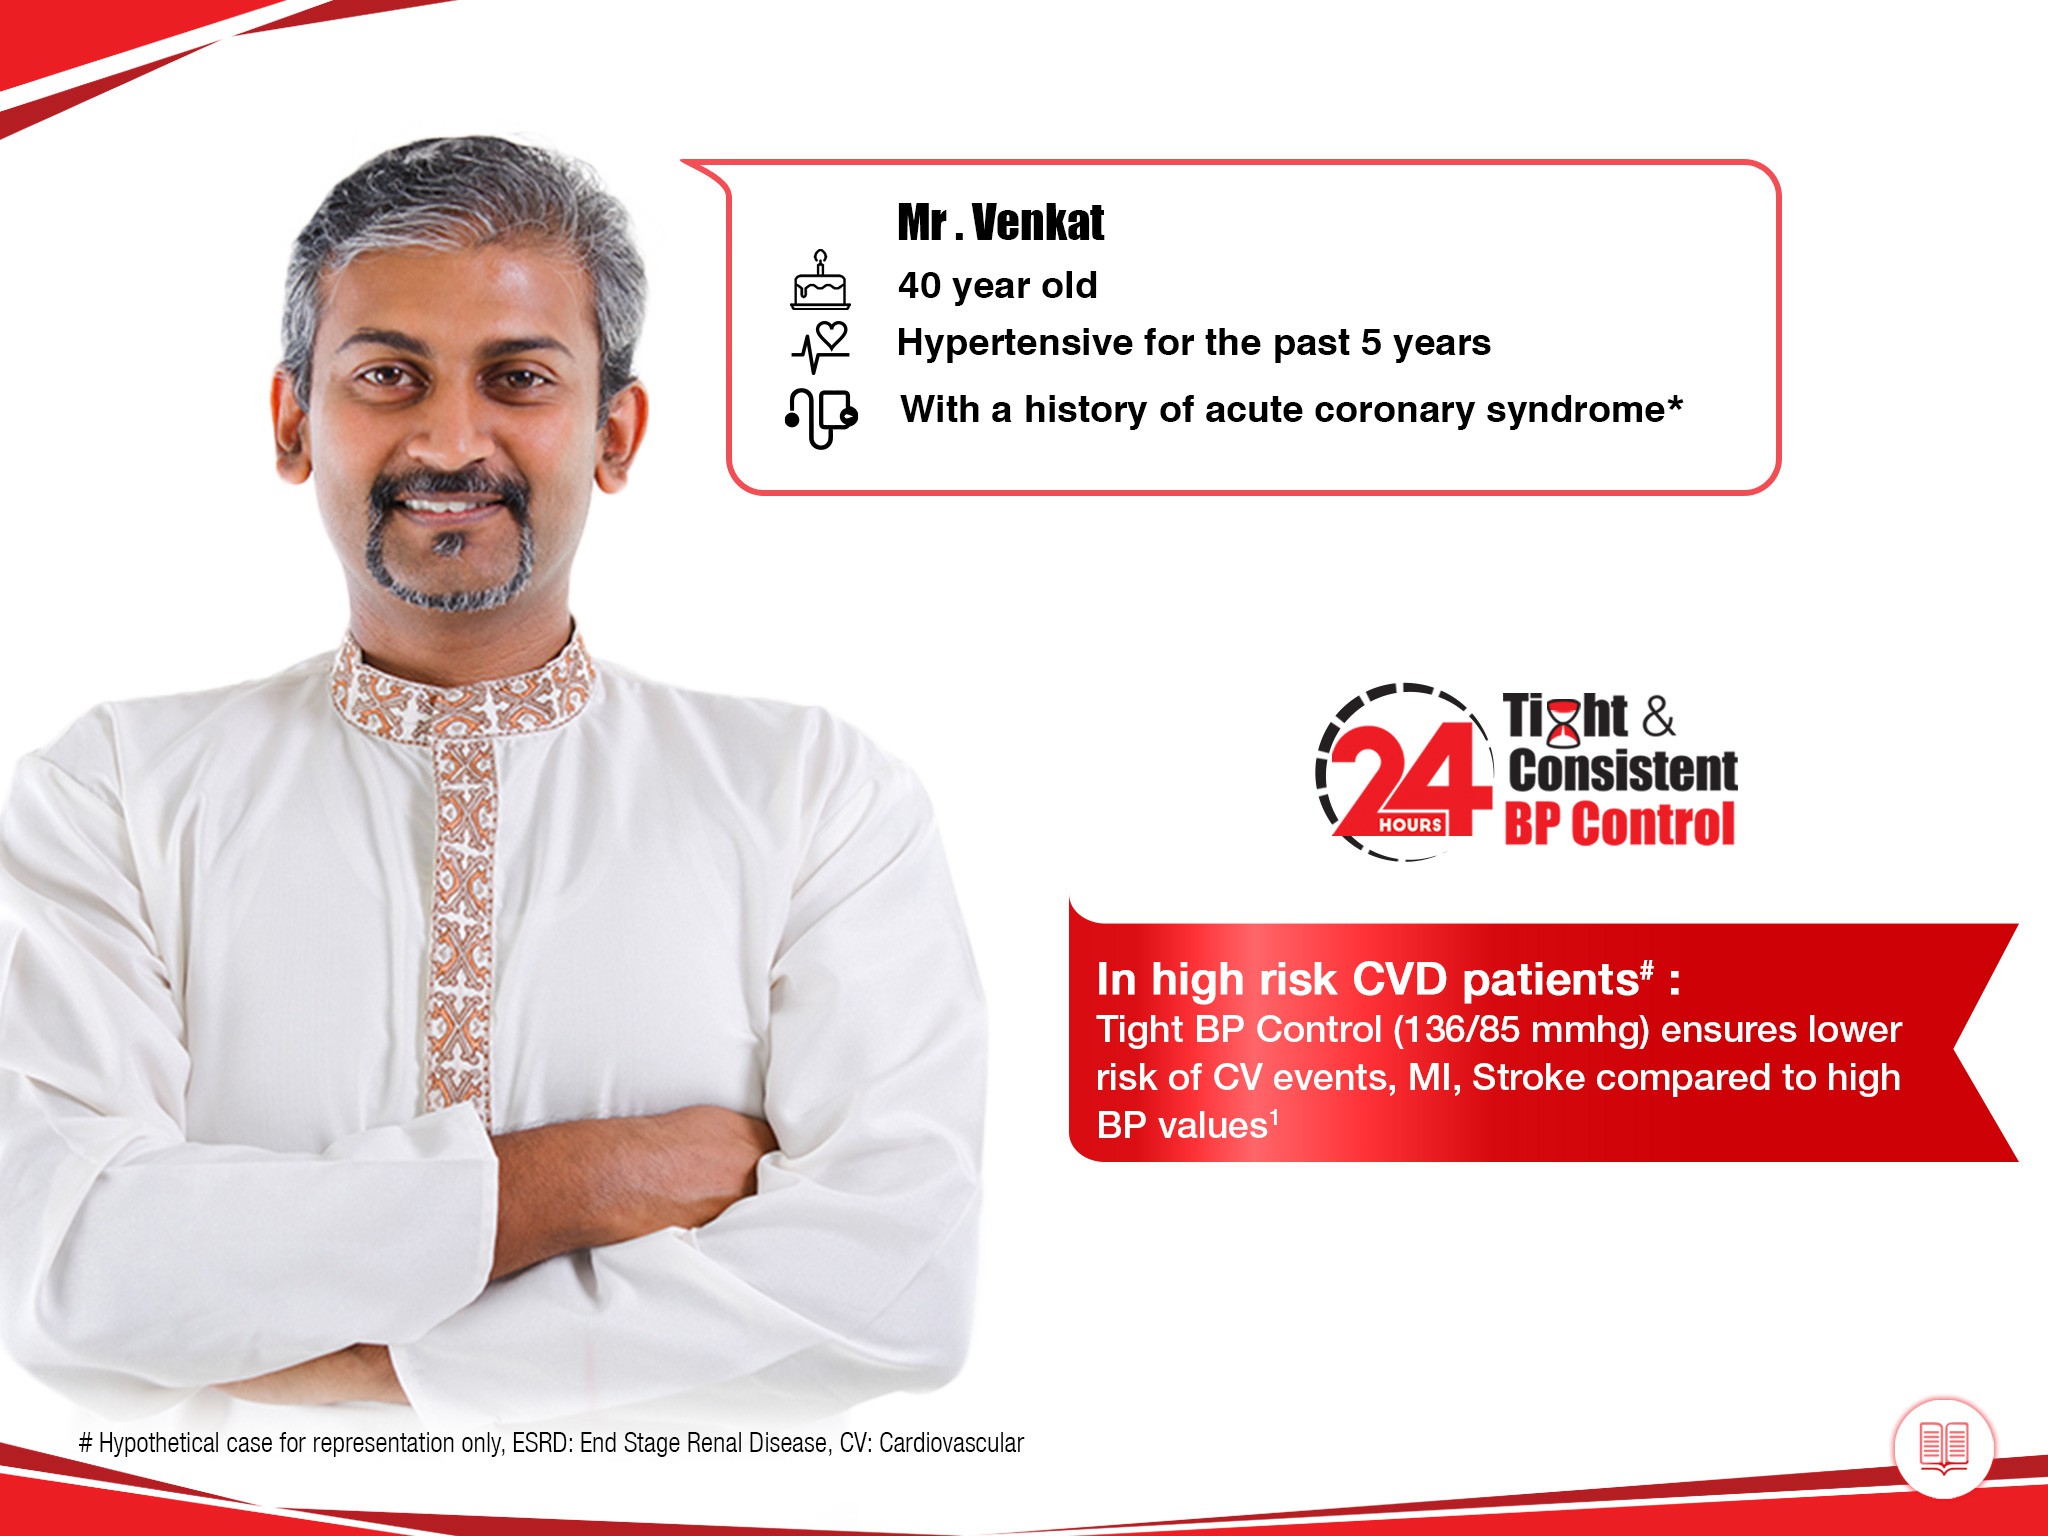 Mr . Venkat
40 year old
Hypertensive for the past 5 years
With a history of acute coronary syndrome*
24
HOURS
Tight &
Consistent
BP Control
In high risk CVD patients# :
Tight BP Control (136/85 mmhg) ensures lower
risk of CV events, MI, Stroke compared to high
BP values1
# Hypothetical case for representation only, ESRD: End Stage Renal Disease, CV: Cardiovascular